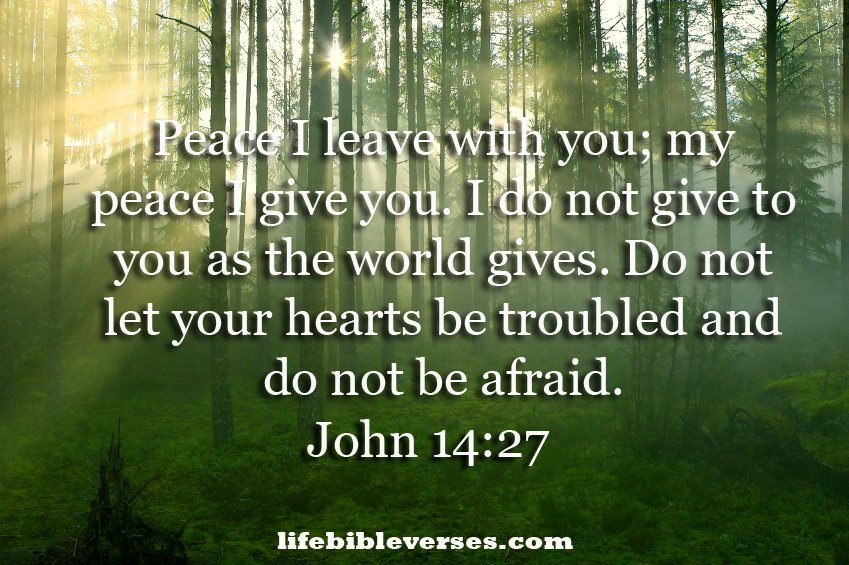 Peace I leave with you; my
peace I give you. I do not give to
you as the world gives. Do not
let your hearts be troubled and
do not be afraid.
John 14:27
lifebibleverses.com